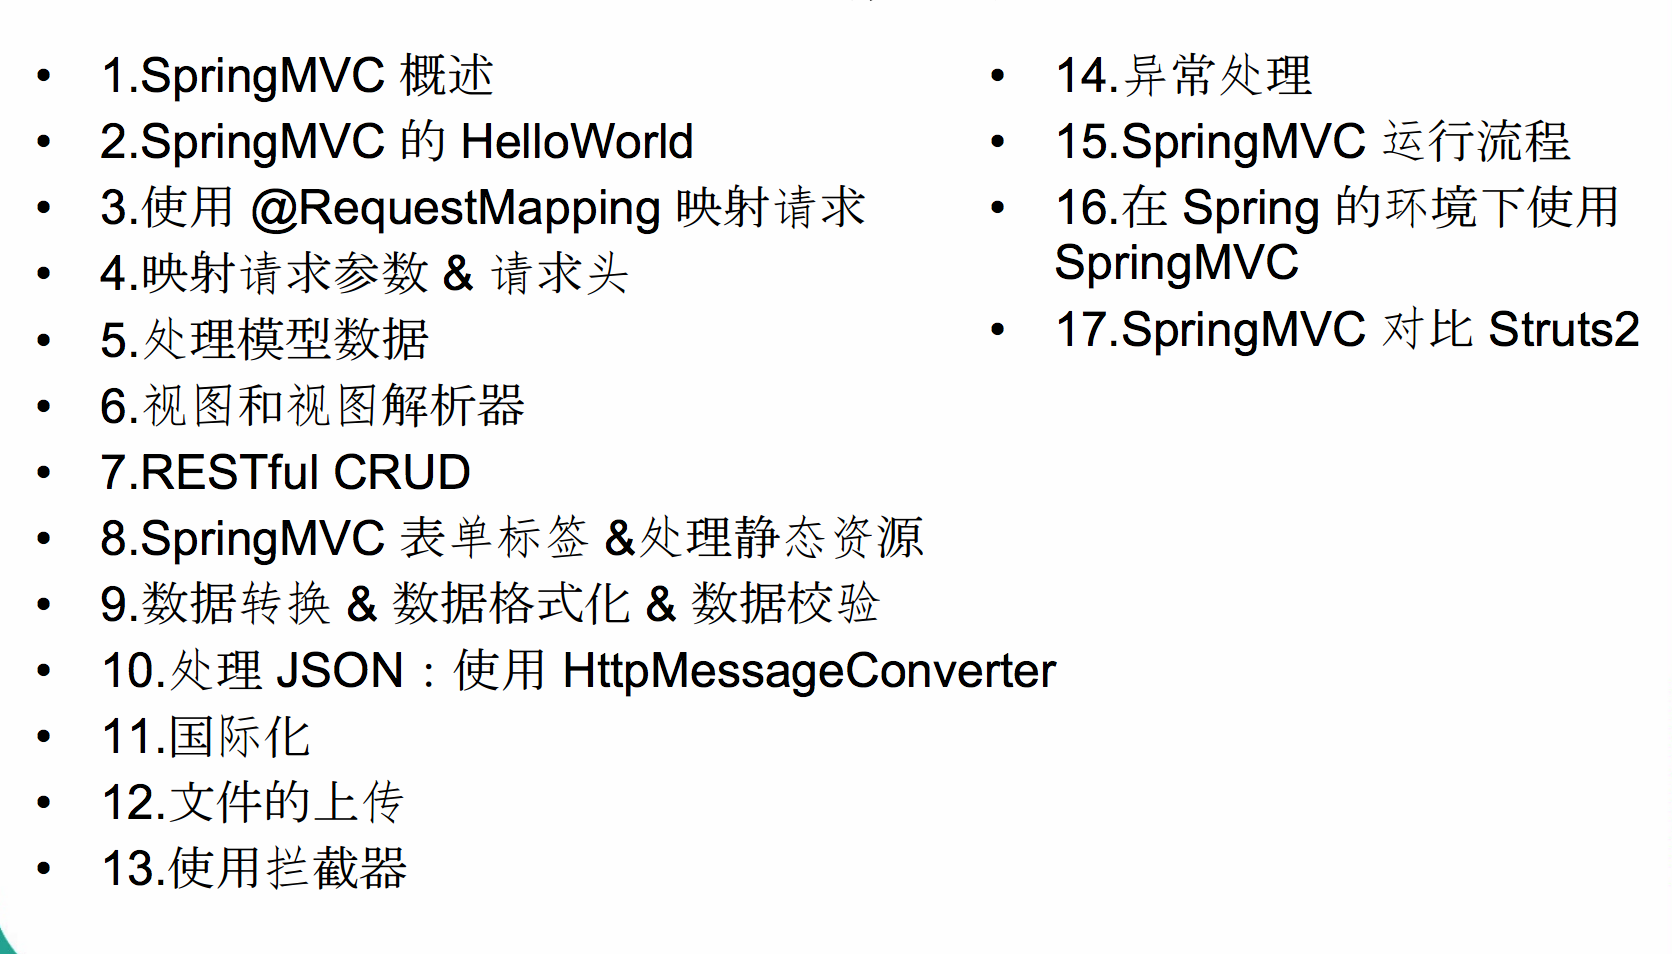 • 1.SpringMVC 概述
• 2.SpringMVC 的 HelloWorld
• 3.使用 @RequestMapping 映射请求
• 4.映射请求参数 & 请求头
• 5.处理模型数据
• 6.视图和视图解析器
• 7.RESTful CRUD
• 8.SpringMVC 表单标签 &处理静态资源
• 9.数据转换 & 数据格式化 & 数据校验
• 10.处理 JSON：使用 HttpMessageConverter
• 11.国际化
• 12.文件的上传
• 13.使用拦截器
• 14.异常处理
• 15.SpringMVC 运行流程
• 16.在 Spring 的环境下使用
SpringMVC
• 17.SpringMVC 对比 Struts2